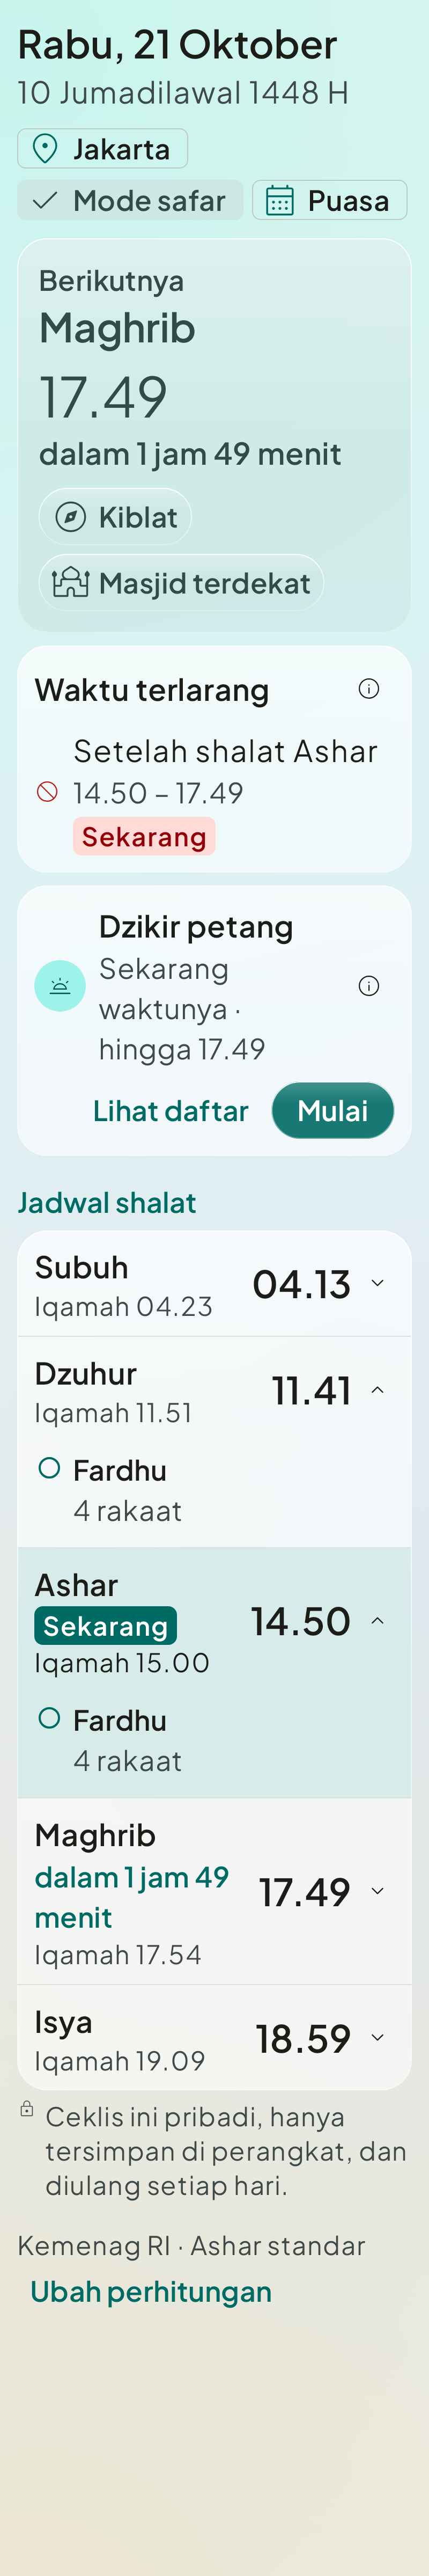 Rabu, 21 Oktober
10 Jumadilawal 1448 H
Jakarta
Mode safar
Puasa
Berikutnya
Maghrib
17.49
dalam 1 jam 49 menit
Kiblat
Masjid terdekat
Waktu terlarang
Setelah shalat Ashar
14.50 – 17.49
Sekarang
Dzikir petang
Sekarang
waktunya ·
hingga 17.49
Lihat daftar
Mulai
Jadwal shalat
Subuh
Iqamah 04.23
04.13
Dzuhur
Iqamah 11.51
11.41
Fardhu
4 rakaat
Ashar
Sekarang
Iqamah 15.00
14.50
Fardhu
4 rakaat
Maghrib
dalam 1 jam 49
menit
Iqamah 17.54
17.49
Isya
Iqamah 19.09
18.59
Ceklis ini pribadi, hanya
tersimpan di perangkat, dan
diulang setiap hari.
Kemenag RI · Ashar standar
Ubah perhitungan